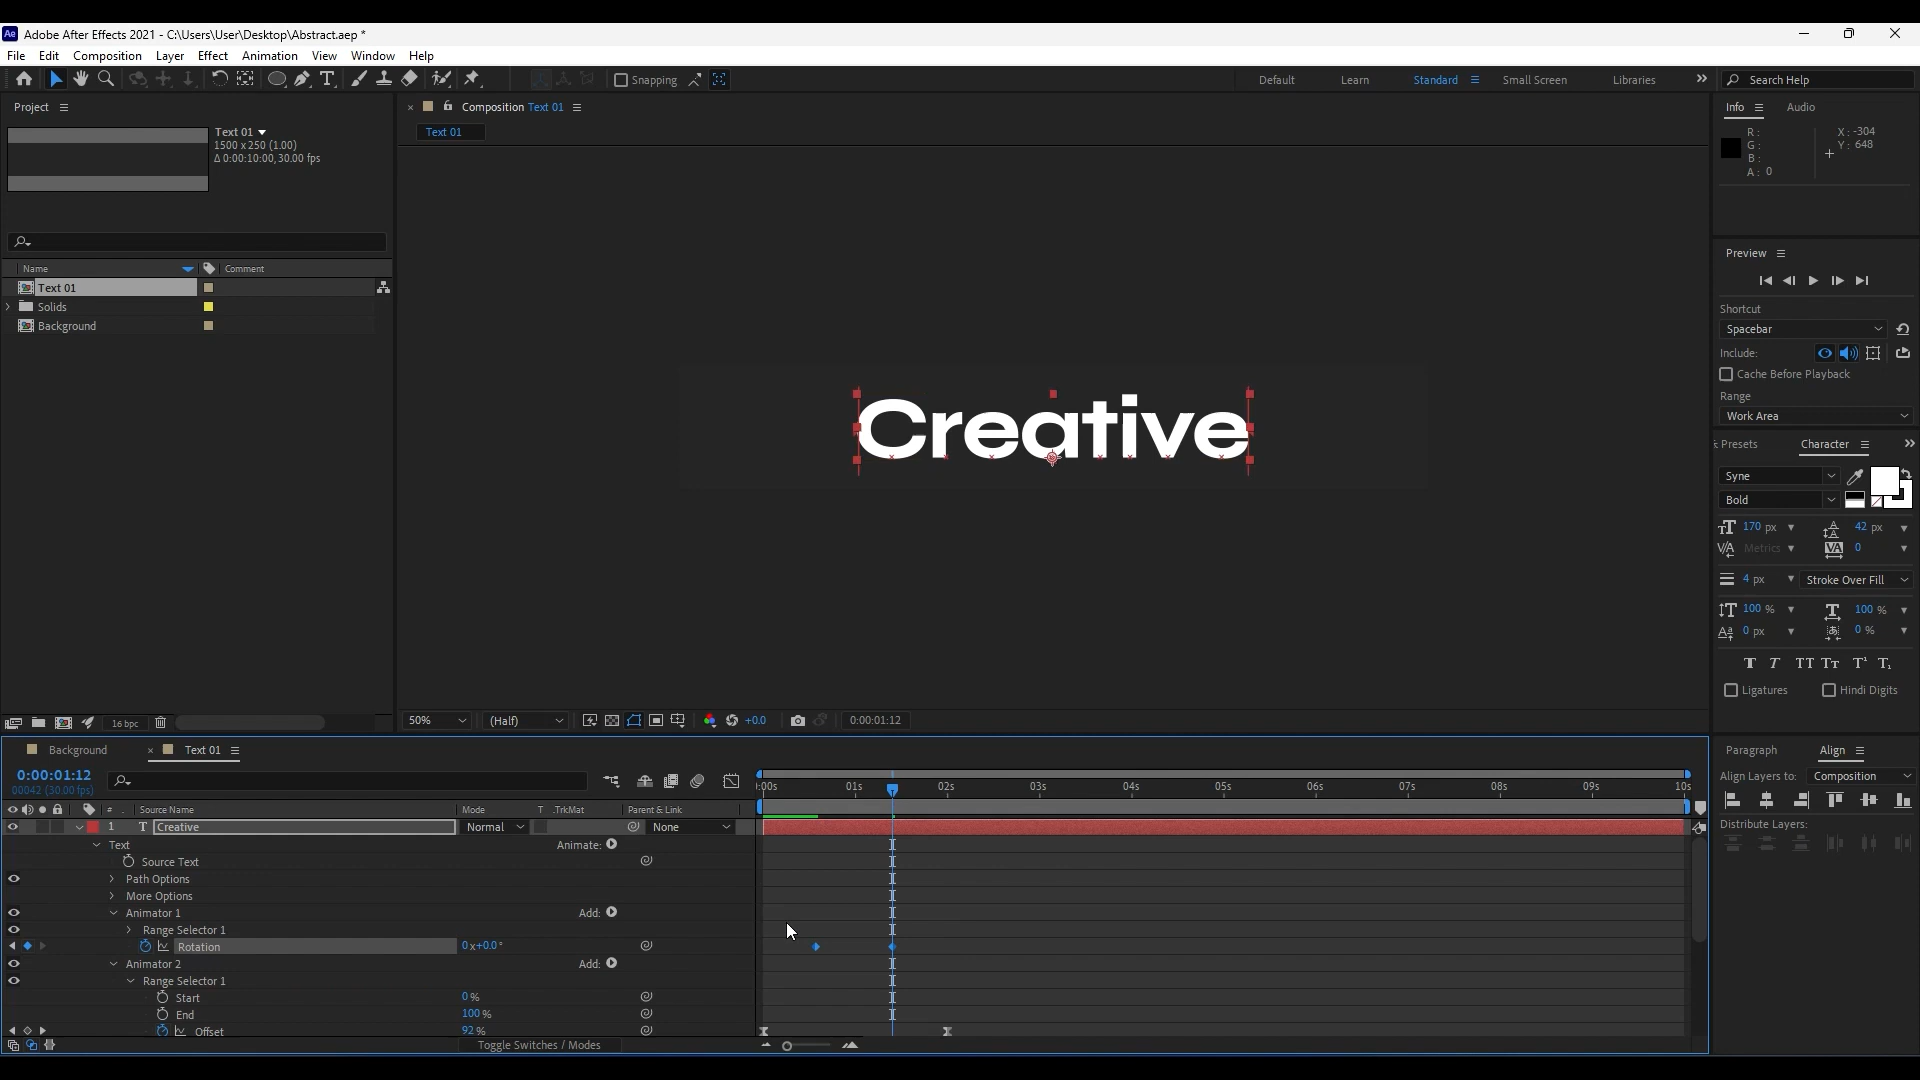 Ae Adobe After Effects 2021 - C:\Users\User\Desktop\Abstract.aep *
File Edit Composition Layer Effect Animation View Window Help
Snapping Default Learn Standard Small Screen Libraries Search Help
Project
Text 01
1500 x 250 (1.00)
Δ 0:00:10:00, 30.00 fps
Name Comment
Text 01
Solids
Background
16 bpc
Composition Text 01
Text 01
Creative
50% (Half) +0.0 0:00:01:12
Info Audio
R :
G :
B :
A : 0
X : -304
Y : 648
Preview
Shortcut
Spacebar
Include:
Cache Before Playback
Range
Work Area
Presets Character
Syne
Bold
170 px 42 px
Metrics 0
4 px Stroke Over Fill
100 % 100 %
0 px 0 %
T T TT Tт T¹ T₁
Ligatures Hindi Digits
Background Text 01
0:00:01:12
00042 (30.00 fps)
:00s 01s 02s 03s 04s 05s 06s 07s 08s 09s 10s
# Source Name Mode T .TrkMat Parent & Link
1 T Creative Normal None
Text Animate:
Source Text
Path Options
More Options
Animator 1 Add:
Range Selector 1
Rotation 0x+0.0°
Animator 2 Add:
Range Selector 1
Start 0%
End 100%
Offset 92%
Toggle Switches / Modes
Paragraph Align
Align Layers to: Composition
Distribute Layers: